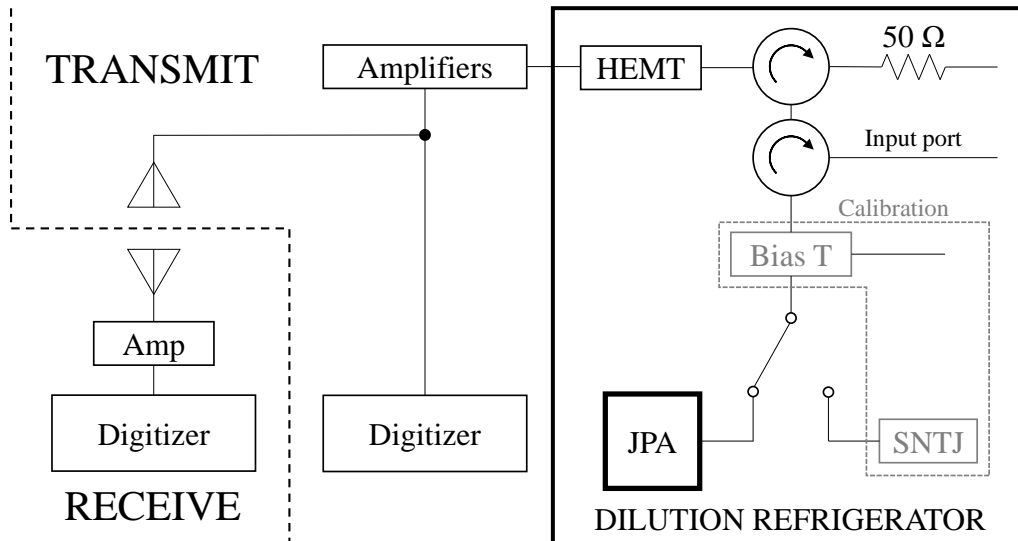 TRANSMIT
Amplifiers
HEMT
50 Ω
Input port
Calibration
Bias T
Amp
Digitizer
Digitizer
JPA
SNTJ
RECEIVE
DILUTION REFRIGERATOR